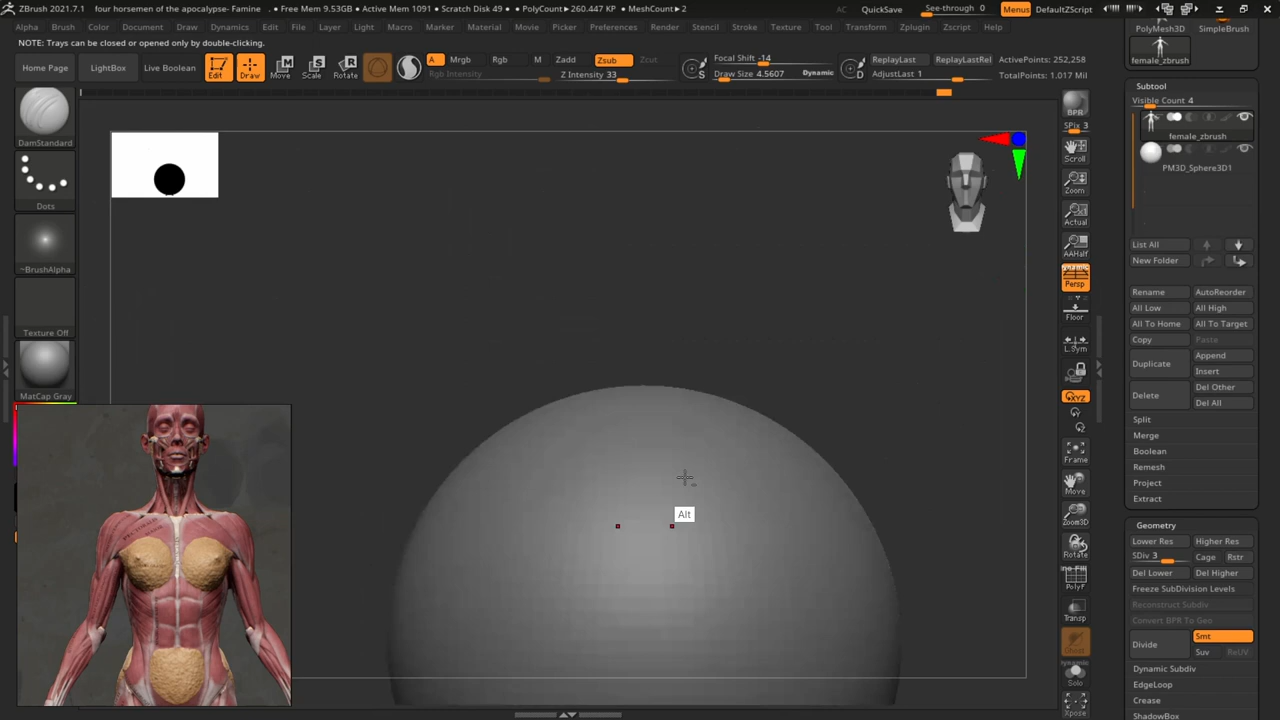 ZBrush 2021.7.1 four horsemen of the apocalypse- Famine • Free Mem 9.53GB • Active Mem 1091 • Scratch Disk 49 • PolyCount▸260.447 KP • MeshCount▸2 AC QuickSave See-through 0 Menus DefaultZScript
Alpha Brush Color Document Draw Dynamics Edit File Layer Light Macro Marker Material Movie Picker Preferences Render Stencil Stroke Texture Tool Transform Zplugin Zscript Help
NOTE: Trays can be closed or opened only by double-clicking.
Home Page LightBox Live Boolean Edit Draw Move Scale Rotate
A Mrgb Rgb M Zadd Zsub Zcut
Rgb Intensity Z Intensity 33
S Focal Shift -14
Draw Size 4.5607 Dynamic
D ReplayLast ReplayLastRel
AdjustLast 1
ActivePoints: 252,258
TotalPoints: 1.017 Mil
DamStandard
Dots
~BrushAlpha
Texture Off
MatCap Gray
Alt
BPR
SPix 3
Scroll
Zoom
Actual
AAHalf
Persp
Floor
L.Sym
XYZ
Y
Z
Frame
Move
Zoom3D
Rotate
PolyF
Transp
Ghost
Dynamic
Solo
Xpose
PolyMesh3D SimpleBrush
female_zbrush
Subtool
Visible Count 4
female_zbrush
PM3D_Sphere3D1
List All
New Folder
Rename AutoReorder
All Low All High
All To Home All To Target
Copy Paste
Duplicate Append
Insert
Delete Del Other
Del All
Split
Merge
Boolean
Remesh
Project
Extract
Geometry
Lower Res Higher Res
SDiv 3 Cage Rstr
Del Lower Del Higher
Freeze SubDivision Levels
Reconstruct Subdiv
Convert BPR To Geo
Divide Smt
Suv ReUV
Dynamic Subdiv
EdgeLoop
Crease
ShadowBox